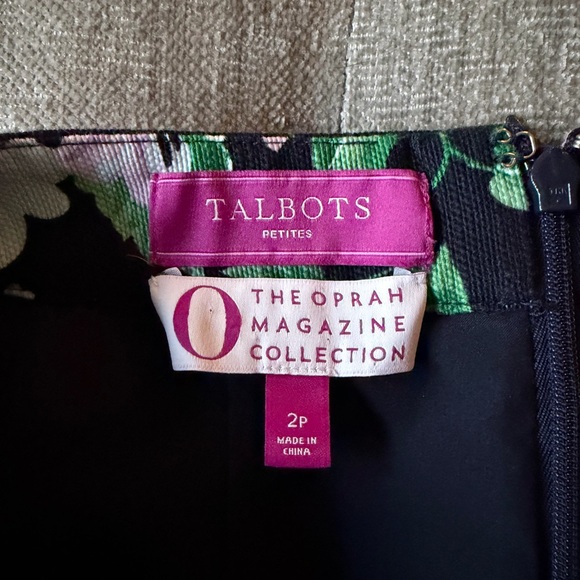 TALBOTS
PETITES
O THE OPRAH
MAGAZINE
COLLECTION
2P
MADE IN
CHINA